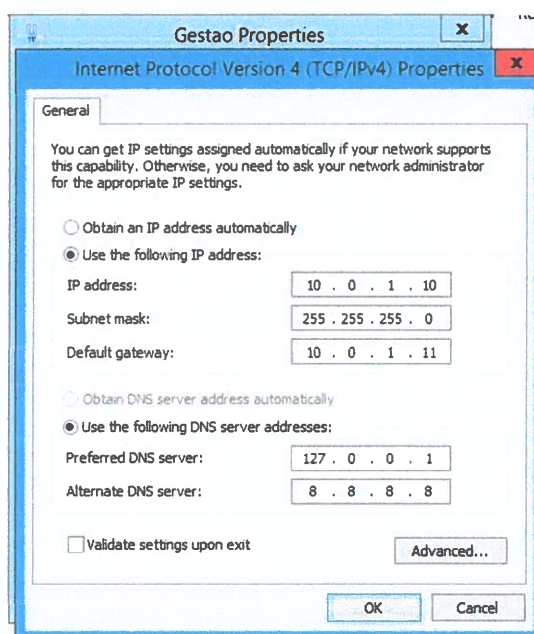 Gestao Properties
x
Internet Protocol Version 4 (TCP/IPv4) Properties
x
General
You can get IP settings assigned automatically if your network supports
this capability. Otherwise, you need to ask your network administrator
for the appropriate IP settings.
Obtain an IP address automatically
Use the following IP address:
IP address: 10 . 0 . 1 . 10
Subnet mask: 255 . 255 . 255 . 0
Default gateway: 10 . 0 . 1 . 11
Obtain DNS server address automatically
Use the following DNS server addresses:
Preferred DNS server: 127 . 0 . 0 . 1
Alternate DNS server: 8 . 8 . 8 . 8
Validate settings upon exit
Advanced...
OK Cancel